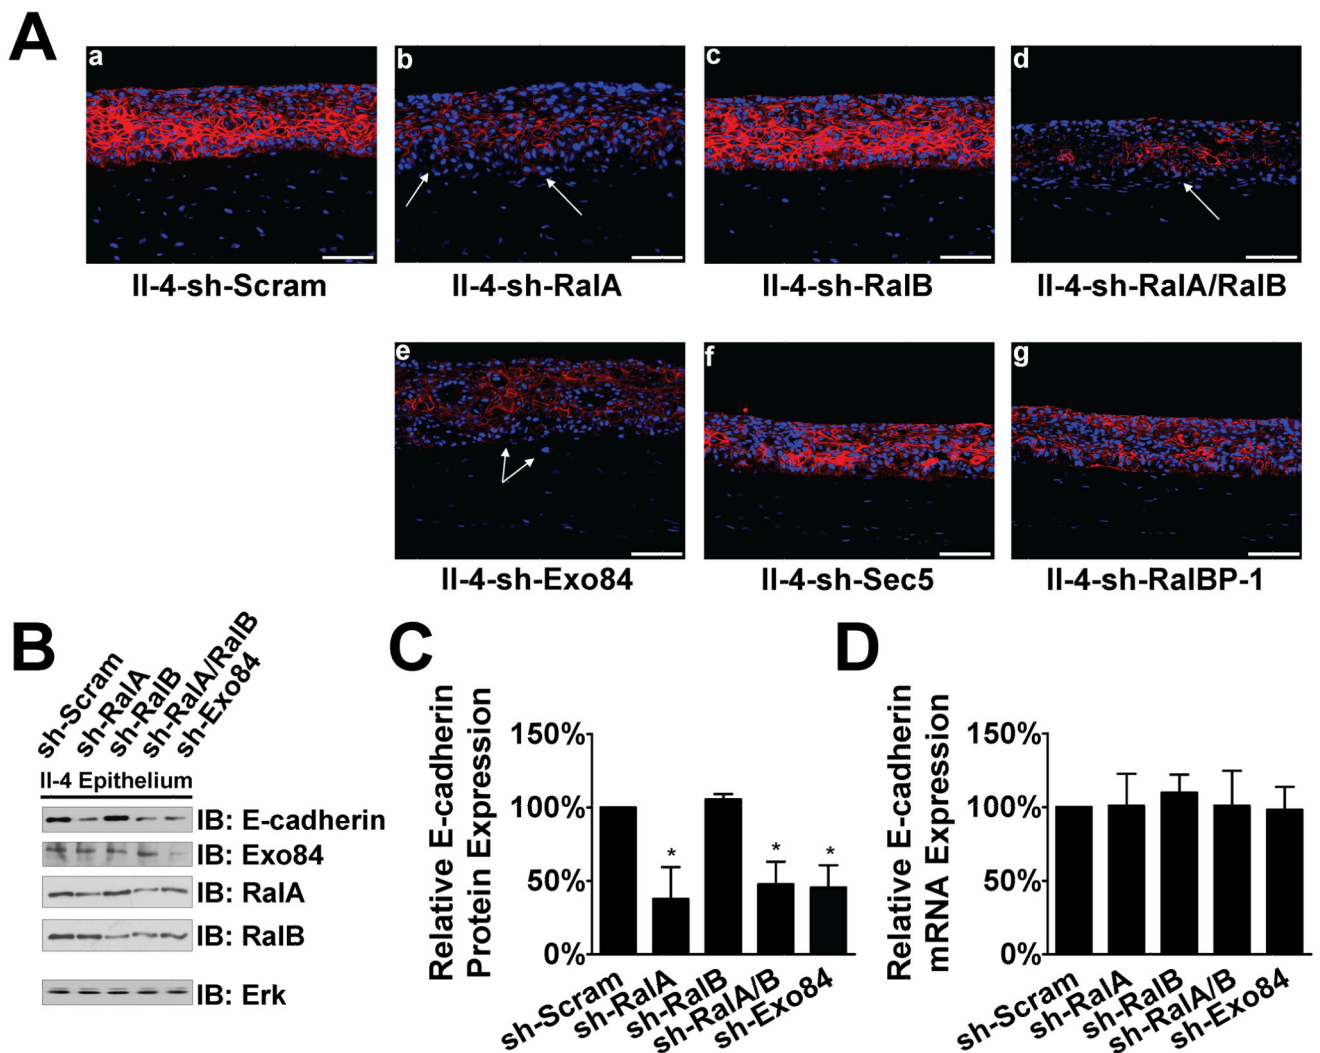 A
a
b
c
d
II-4-sh-Scram
II-4-sh-RalA
II-4-sh-RalB
II-4-sh-RalA/RalB
e
f
g
II-4-sh-Exo84
II-4-sh-Sec5
II-4-sh-RalBP-1
B
sh-Scram
sh-RalA
sh-RalB
sh-RalA/RalB
sh-Exo84
II-4 Epithelium
IB: E-cadherin
IB: Exo84
IB: RalA
IB: RalB
IB: Erk
C
Relative E-cadherin
Protein Expression
150%
100%
50%
0%
*
*
*
sh-Scram
sh-RalA
sh-RalB
sh-RalA/B
sh-Exo84
D
Relative E-cadherin
mRNA Expression
150%
100%
50%
0%
sh-Scram
sh-RalA
sh-RalB
sh-RalA/B
sh-Exo84